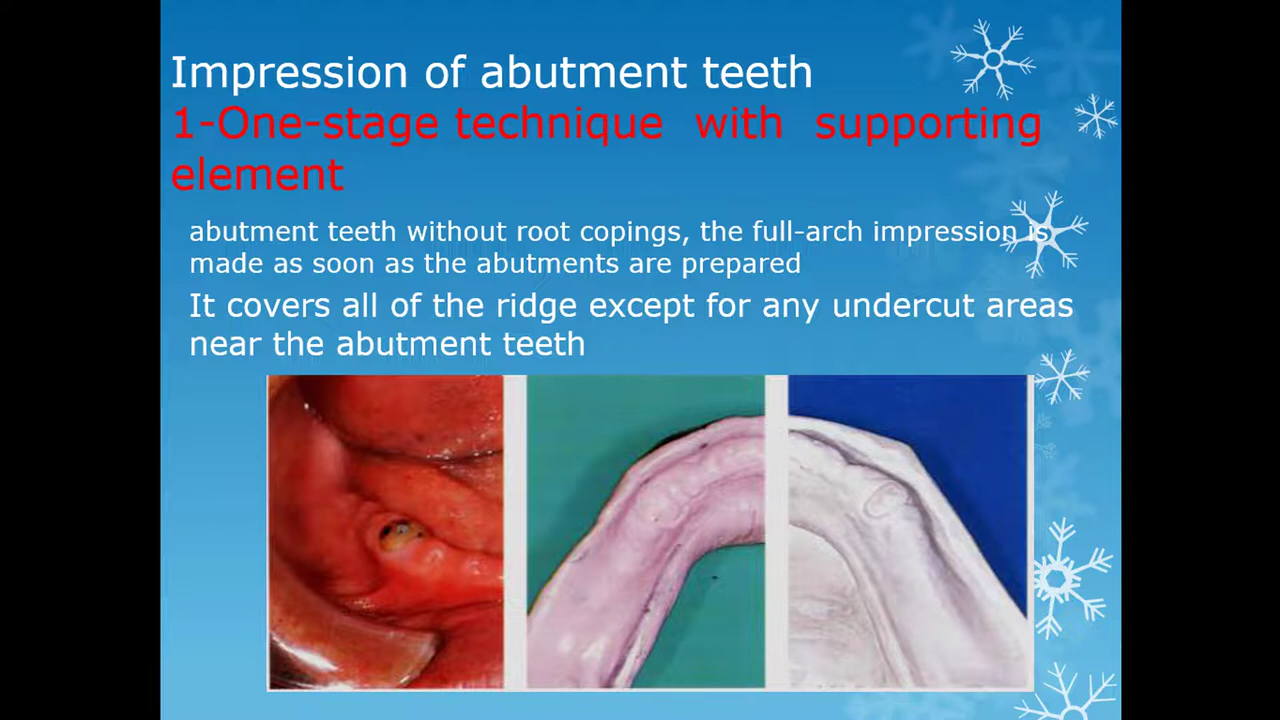 Impression of abutment teeth
1-One-stage technique with supporting
element
abutment teeth without root copings, the full-arch impression is
made as soon as the abutments are prepared
It covers all of the ridge except for any undercut areas
near the abutment teeth